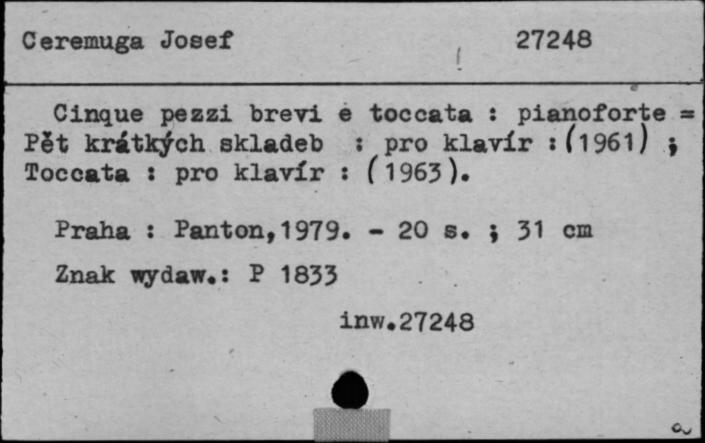 Ceremuga Josef 27248
Cinque pezzi brevi e toccata : pianoforte =
Pět krátkých skladeb : pro klavír :(1961) ;
Toccata : pro klavír : (1963).
Praha : Panton,1979. - 20 s. ; 31 cm
Znak wydaw.: P 1833
inw.27248